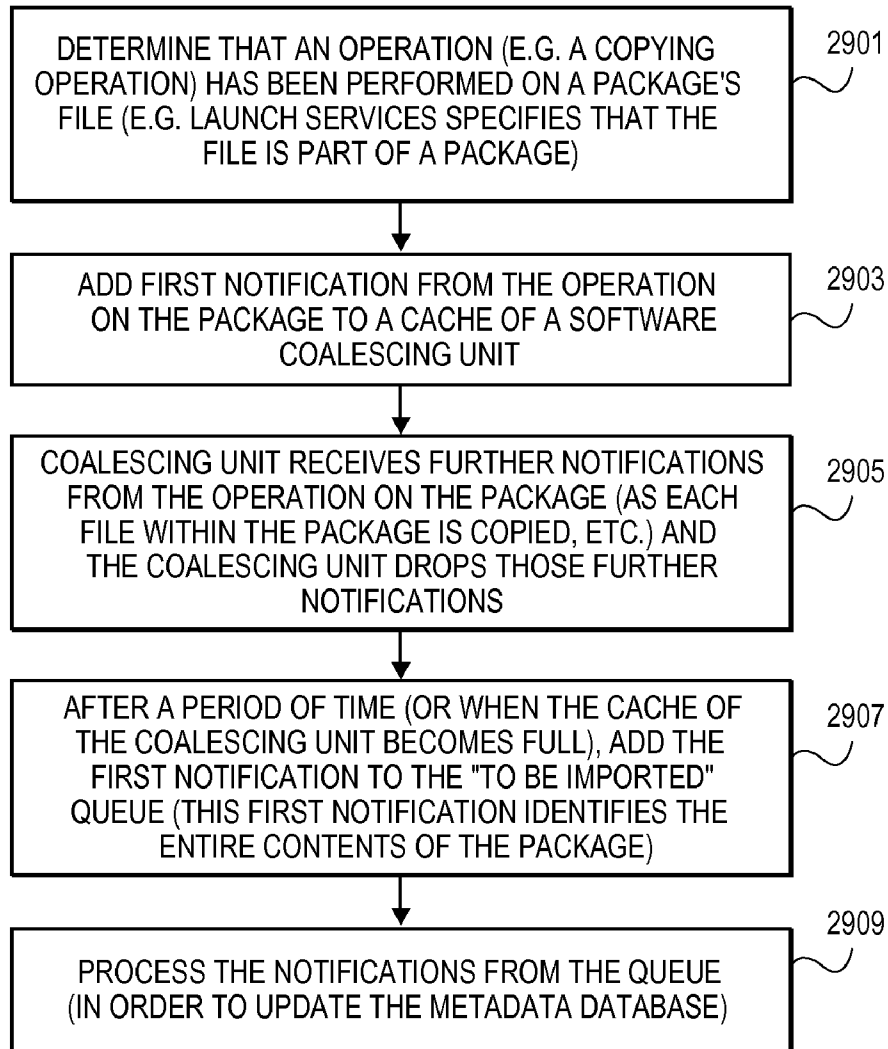 DETERMINE THAT AN OPERATION (E.G. A COPYING
OPERATION) HAS BEEN PERFORMED ON A PACKAGE'S
FILE (E.G. LAUNCH SERVICES SPECIFIES THAT THE
FILE IS PART OF A PACKAGE)
2901
ADD FIRST NOTIFICATION FROM THE OPERATION
ON THE PACKAGE TO A CACHE OF A SOFTWARE
COALESCING UNIT
2903
COALESCING UNIT RECEIVES FURTHER NOTIFICATIONS
FROM THE OPERATION ON THE PACKAGE (AS EACH
FILE WITHIN THE PACKAGE IS COPIED, ETC.) AND
THE COALESCING UNIT DROPS THOSE FURTHER
NOTIFICATIONS
2905
AFTER A PERIOD OF TIME (OR WHEN THE CACHE OF
THE COALESCING UNIT BECOMES FULL), ADD THE
FIRST NOTIFICATION TO THE "TO BE IMPORTED"
QUEUE (THIS FIRST NOTIFICATION IDENTIFIES THE
ENTIRE CONTENTS OF THE PACKAGE)
2907
PROCESS THE NOTIFICATIONS FROM THE QUEUE
(IN ORDER TO UPDATE THE METADATA DATABASE)
2909